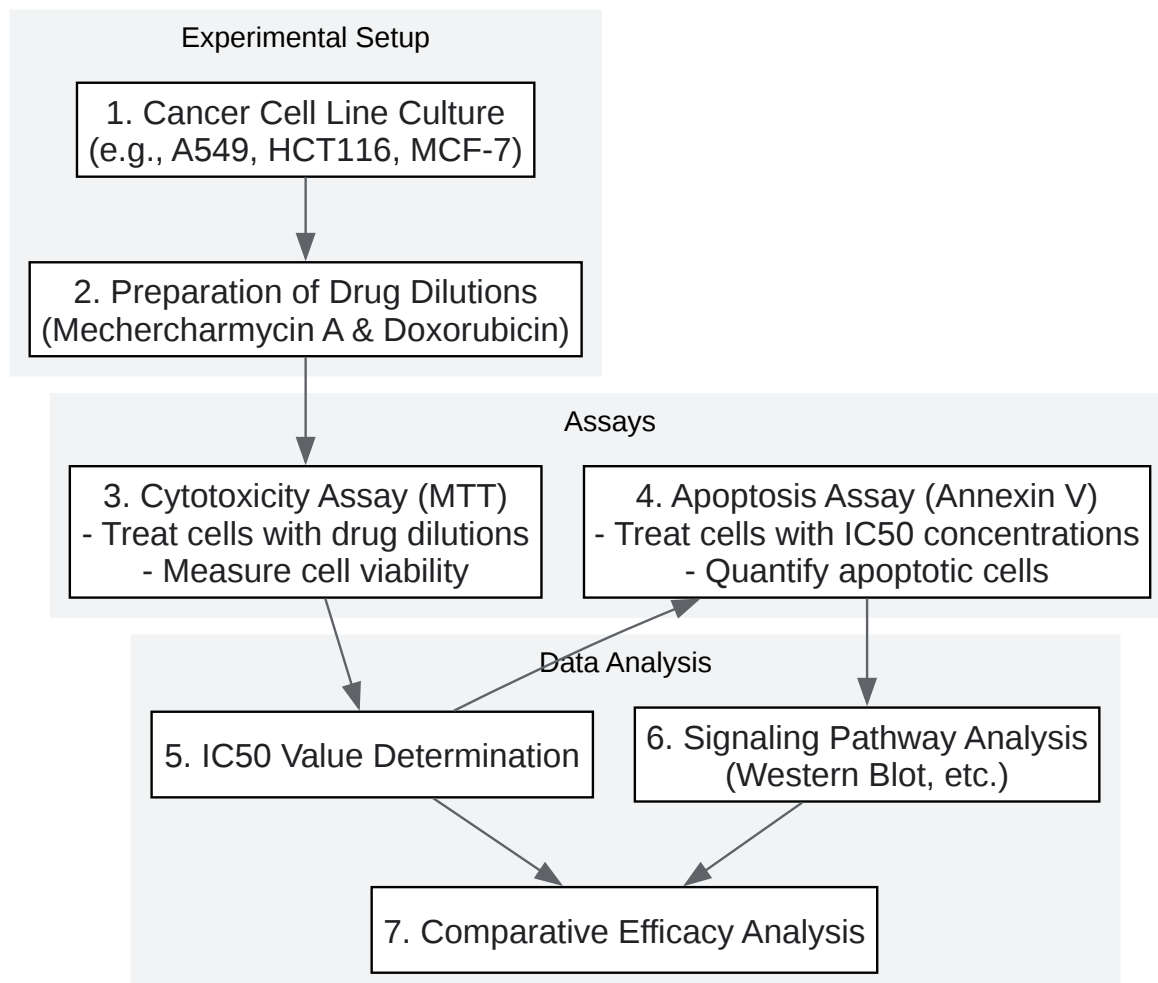 Experimental Setup
1. Cancer Cell Line Culture
(e.g., A549, HCT116, MCF-7)
2. Preparation of Drug Dilutions
(Mechercharmycin A & Doxorubicin)
Assays
3. Cytotoxicity Assay (MTT)
- Treat cells with drug dilutions
- Measure cell viability
4. Apoptosis Assay (Annexin V)
- Treat cells with IC50 concentrations
- Quantify apoptotic cells
Data Analysis
5. IC50 Value Determination
6. Signaling Pathway Analysis
(Western Blot, etc.)
7. Comparative Efficacy Analysis